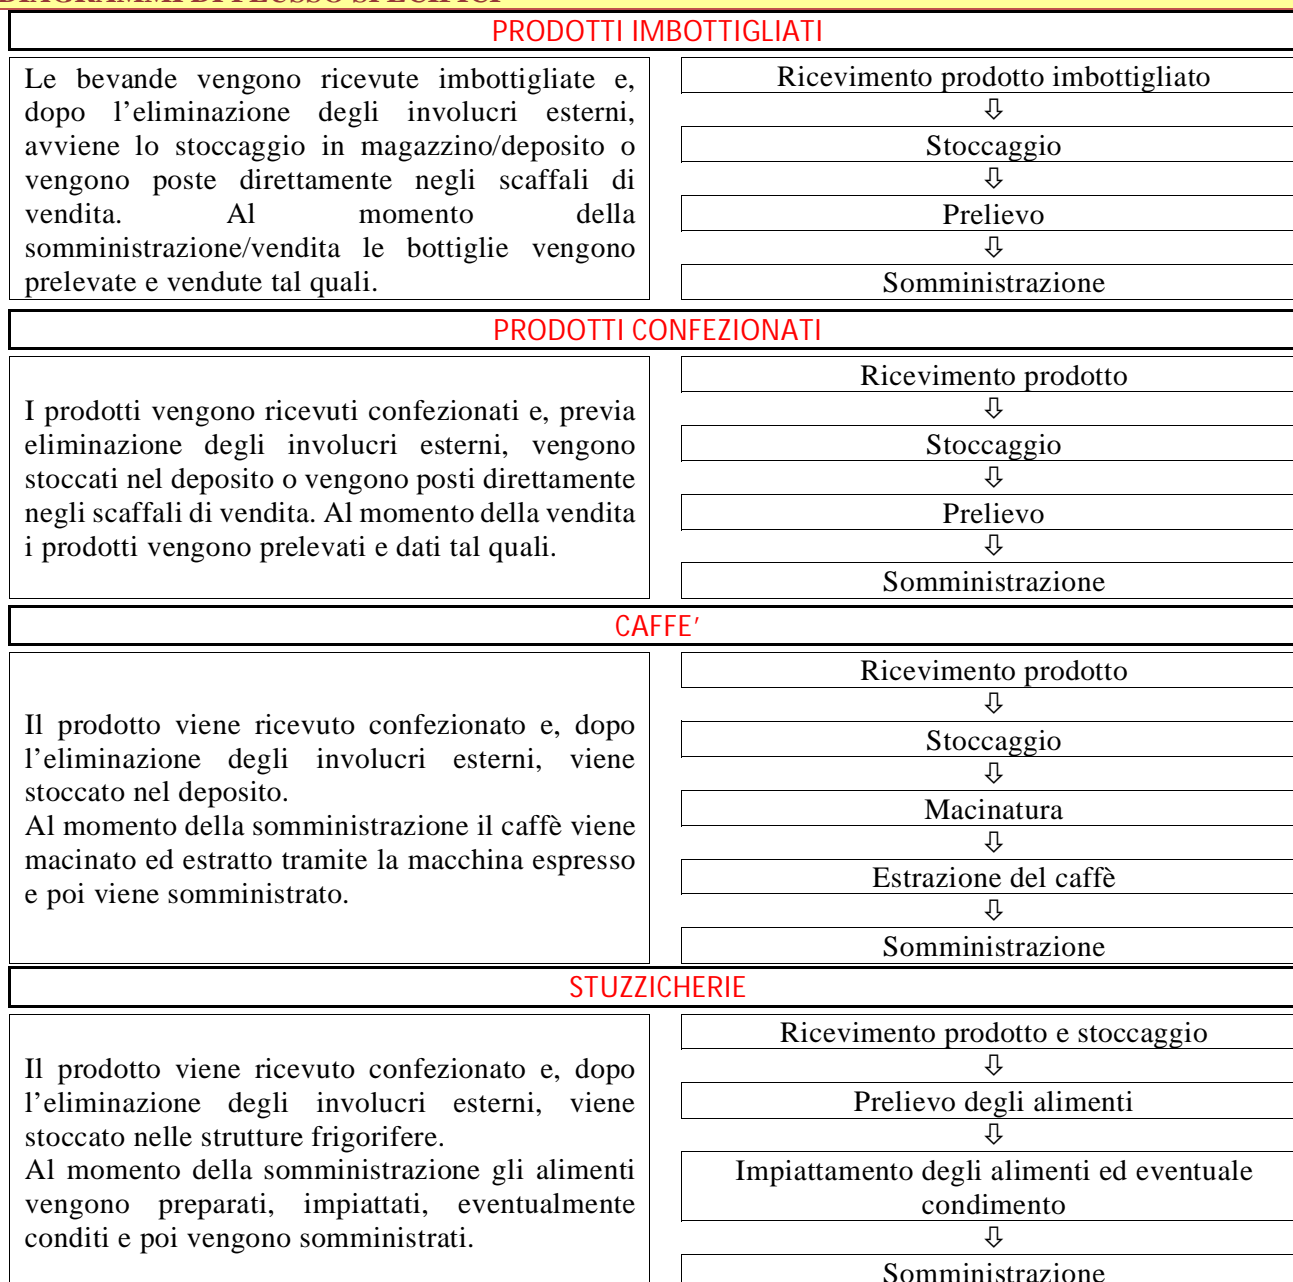 DIAGRAMMI DI FLUSSO SPECIFICI
PRODOTTI IMBOTTIGLIATI
Le bevande vengono ricevute imbottigliate e,
dopo l’eliminazione degli involucri esterni,
avviene lo stoccaggio in magazzino/deposito o
vengono poste direttamente negli scaffali di
vendita. Al momento della
somministrazione/vendita le bottiglie vengono
prelevate e vendute tal quali.
Ricevimento prodotto imbottigliato
⇩
Stoccaggio
⇩
Prelievo
⇩
Somministrazione
PRODOTTI CONFEZIONATI
I prodotti vengono ricevuti confezionati e, previa
eliminazione degli involucri esterni, vengono
stoccati nel deposito o vengono posti direttamente
negli scaffali di vendita. Al momento della vendita
i prodotti vengono prelevati e dati tal quali.
Ricevimento prodotto
⇩
Stoccaggio
⇩
Prelievo
⇩
Somministrazione
CAFFE’
Il prodotto viene ricevuto confezionato e, dopo
l’eliminazione degli involucri esterni, viene
stoccato nel deposito.
Al momento della somministrazione il caffè viene
macinato ed estratto tramite la macchina espresso
e poi viene somministrato.
Ricevimento prodotto
⇩
Stoccaggio
⇩
Macinatura
⇩
Estrazione del caffè
⇩
Somministrazione
STUZZICHERIE
Il prodotto viene ricevuto confezionato e, dopo
l’eliminazione degli involucri esterni, viene
stoccato nelle strutture frigorifere.
Al momento della somministrazione gli alimenti
vengono preparati, impiattati, eventualmente
conditi e poi vengono somministrati.
Ricevimento prodotto e stoccaggio
⇩
Prelievo degli alimenti
⇩
Impiattamento degli alimenti ed eventuale
condimento
⇩
Somministrazione